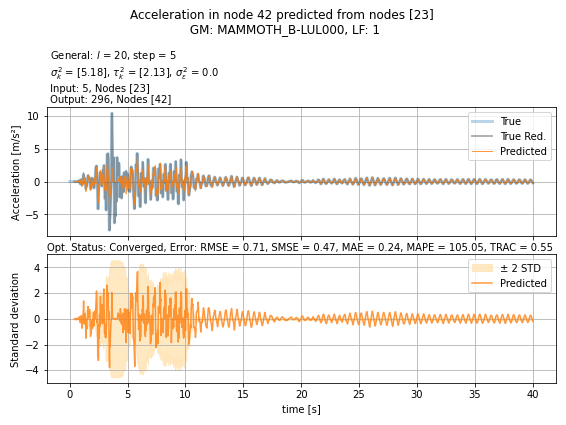 Acceleration in node 42 predicted from nodes [23]
GM: MAMMOTH_B-LUL000, LF: 1
General: l = 20, step = 5
σ²ₖ = [5.18], τ²ₖ = [2.13], σ²ε = 0.0
Input: 5, Nodes [23]
Output: 296, Nodes [42]
Acceleration [m/s²]
10
5
0
−5
True
True Red.
Predicted
Opt. Status: Converged, Error: RMSE = 0.71, SMSE = 0.47, MAE = 0.24, MAPE = 105.05, TRAC = 0.55
Standard deviation
4
2
0
−2
−4
± 2 STD
Predicted
0 5 10 15 20 25 30 35 40
time [s]